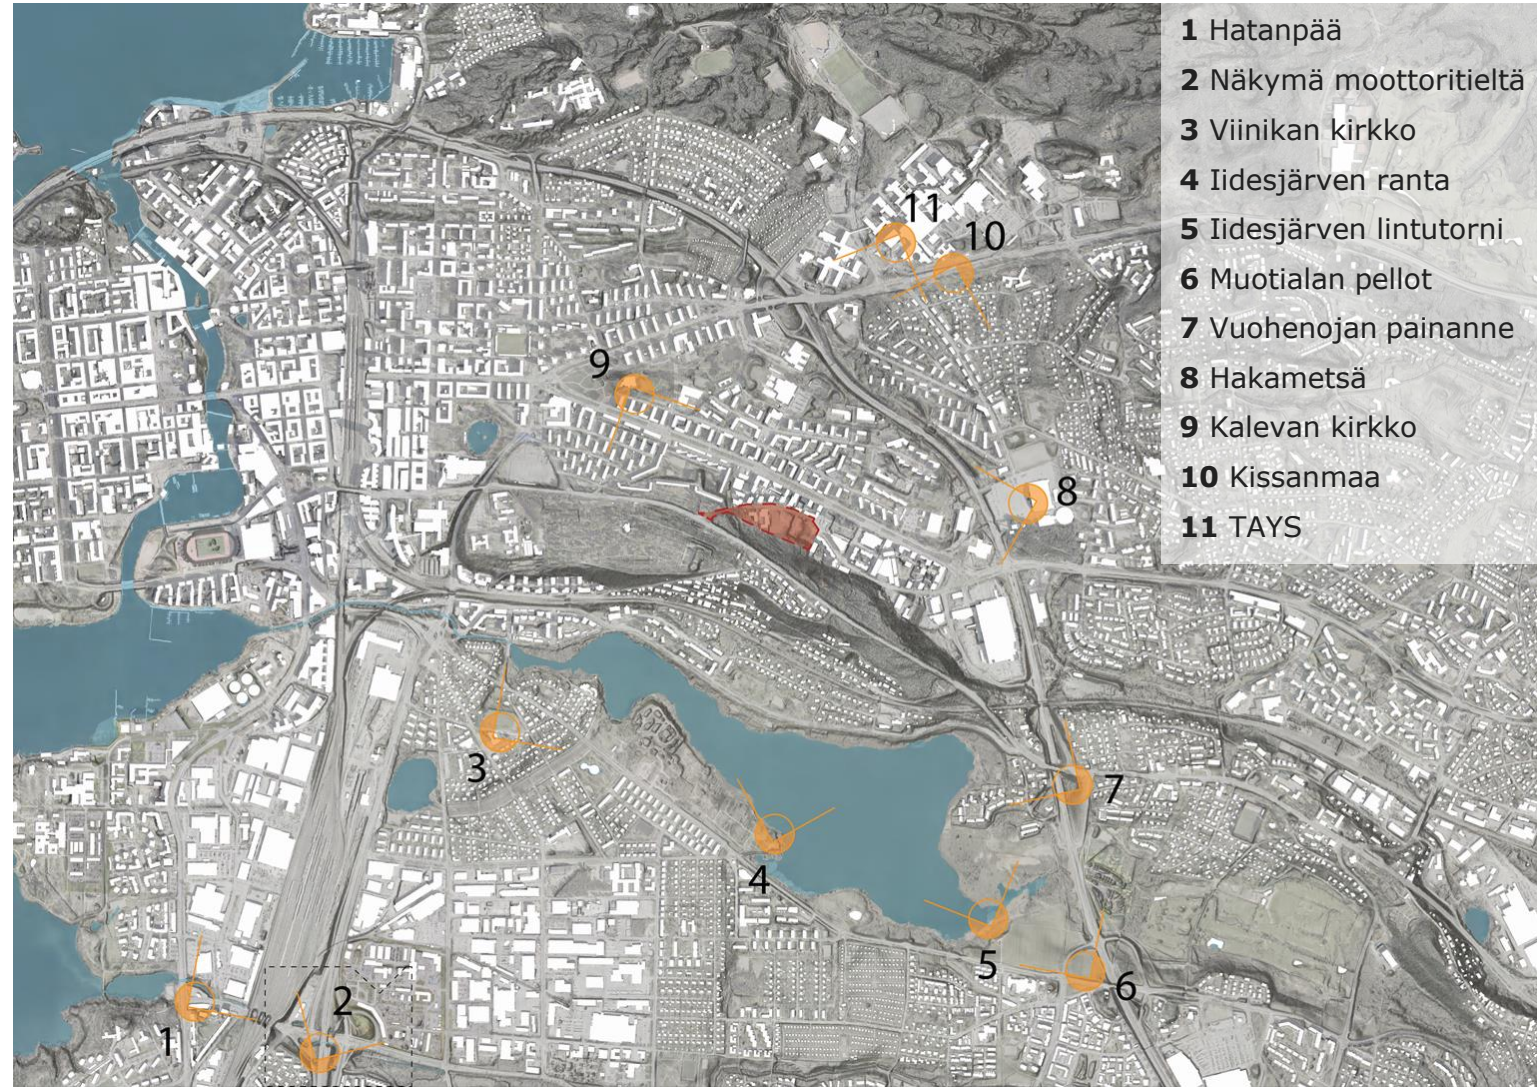 1 Hatanpää
2 Näkymä moottoritieltä
3 Viinikan kirkko
4 Iidesjärven ranta
5 Iidesjärven lintutorni
6 Muotialan pellot
7 Vuohenojan painanne
8 Hakametsä
9 Kalevan kirkko
10 Kissanmaa
11 TAYS
11
10
9
8
3
7
4
5
6
2
1